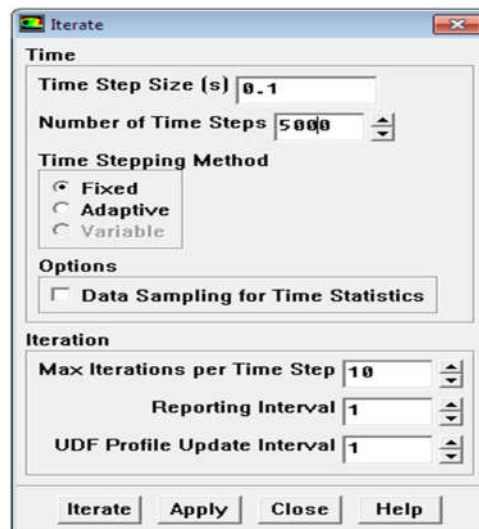 Iterate
Time
Time Step Size (s) 0.1
Number of Time Steps 5000
Time Stepping Method
Fixed
Adaptive
Variable
Options
Data Sampling for Time Statistics
Iteration
Max Iterations per Time Step 10
Reporting Interval 1
UDF Profile Update Interval 1
Iterate Apply Close Help